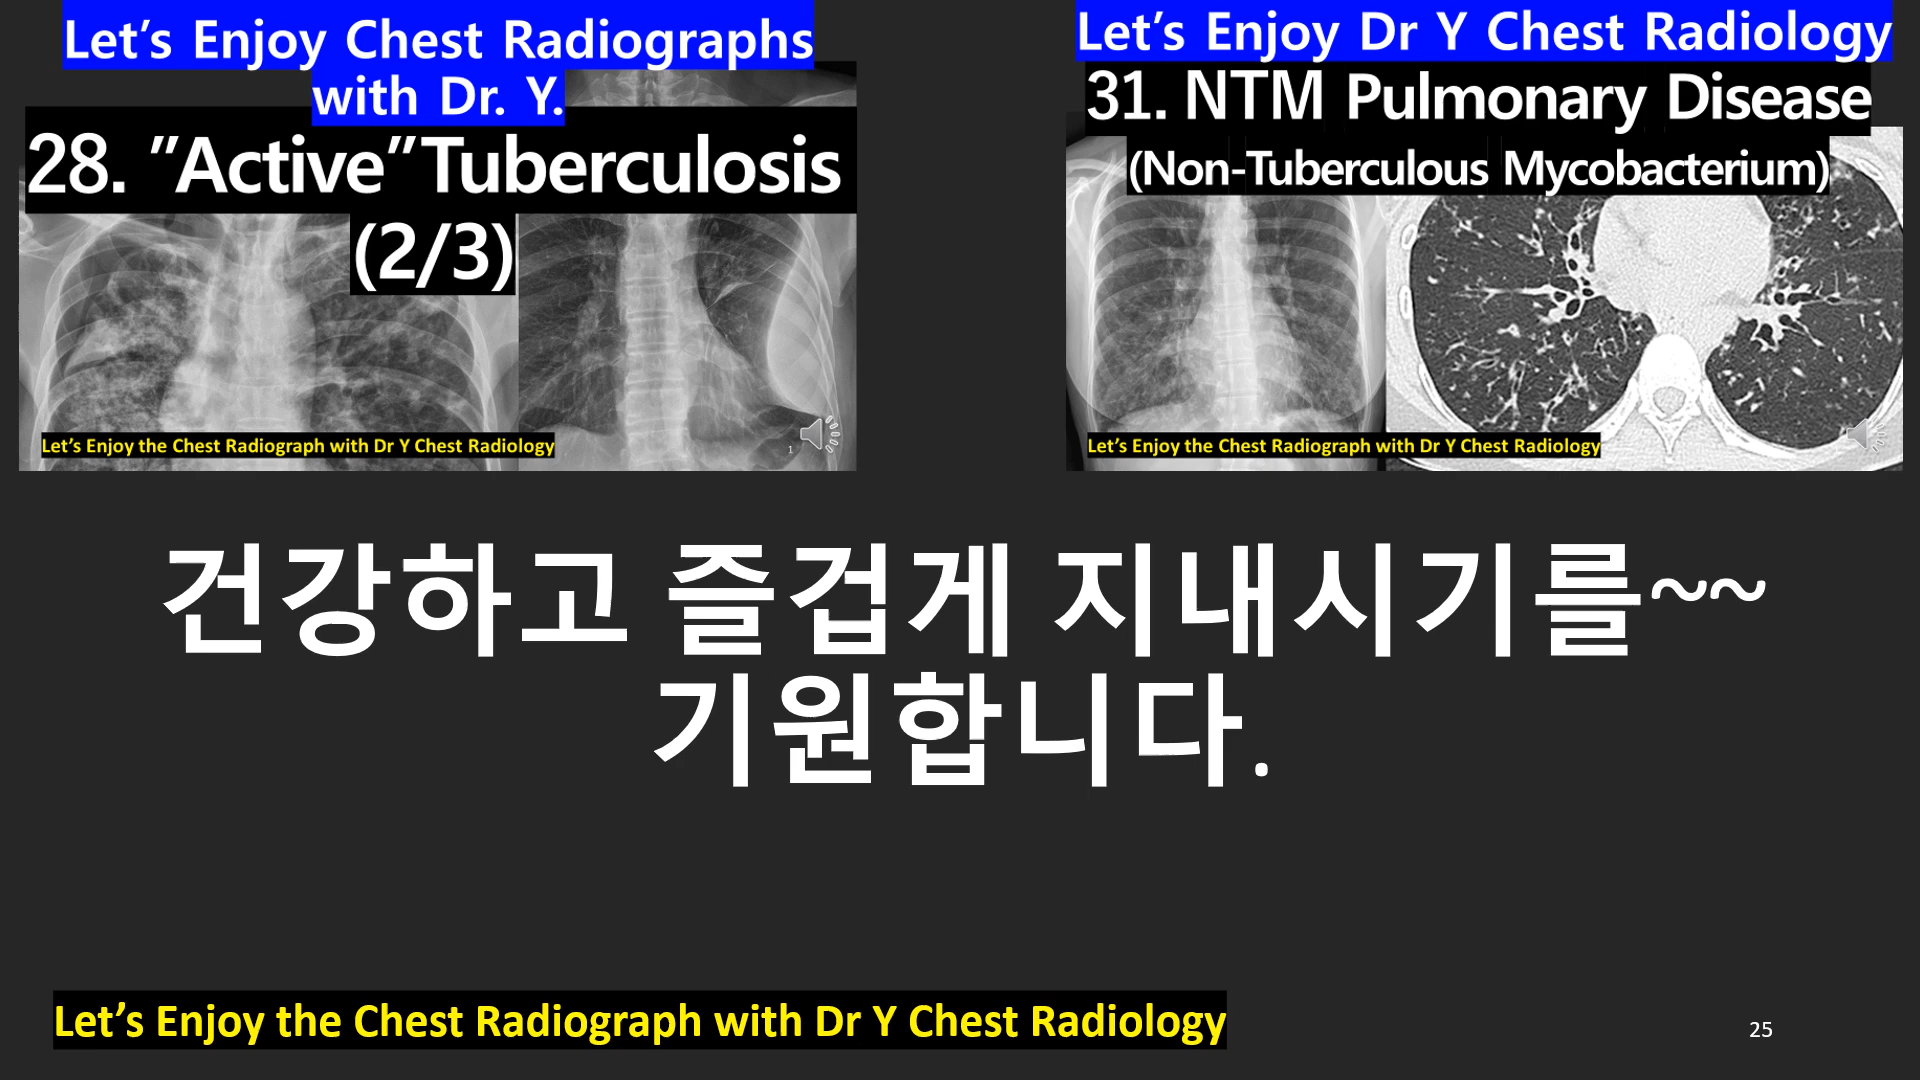 Let’s Enjoy Chest Radiographs
with Dr. Y.
28. ”Active”Tuberculosis
(2/3)
Let’s Enjoy the Chest Radiograph with Dr Y Chest Radiology
1
Let’s Enjoy Dr Y Chest Radiology
31. NTM Pulmonary Disease
(Non-Tuberculous Mycobacterium)
Let’s Enjoy the Chest Radiograph with Dr Y Chest Radiology
건강하고 즐겁게 지내시기를~~
기원합니다.
Let’s Enjoy the Chest Radiograph with Dr Y Chest Radiology
25